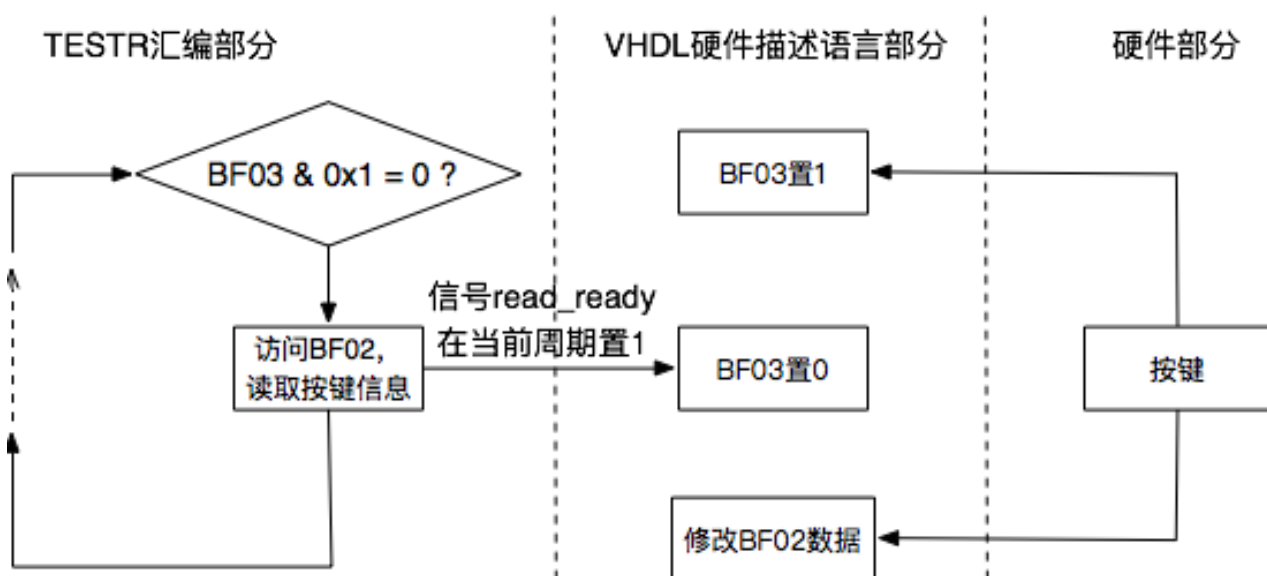 TESTR汇编部分
VHDL硬件描述语言部分
硬件部分
BF03 & 0x1 = 0 ?
BF03置1
信号read_ready
在当前周期置1
访问BF02,
读取按键信息
BF03置0
按键
修改BF02数据